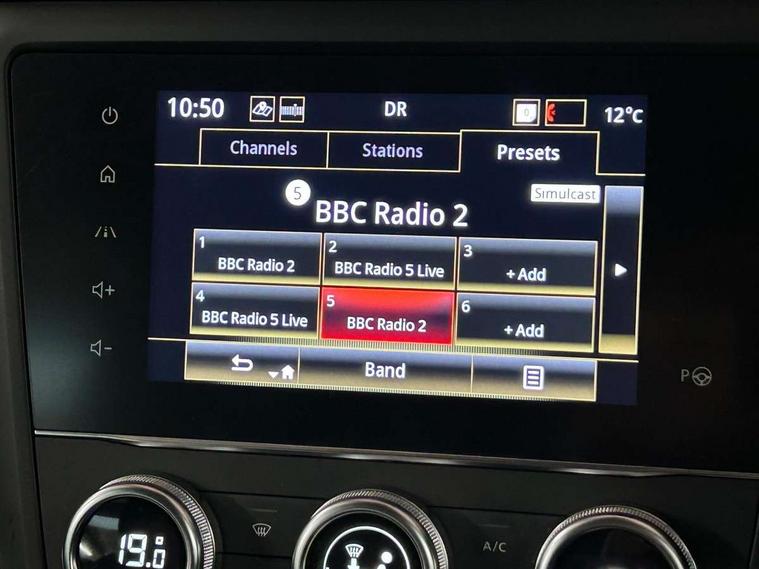 10:50 DR 0 12°C
Channels Stations Presets
5 Simulcast
BBC Radio 2
1 BBC Radio 2
2 BBC Radio 5 Live
3 + Add
4 BBC Radio 5 Live
5 BBC Radio 2
6 + Add
Band
P
19.0
A/C